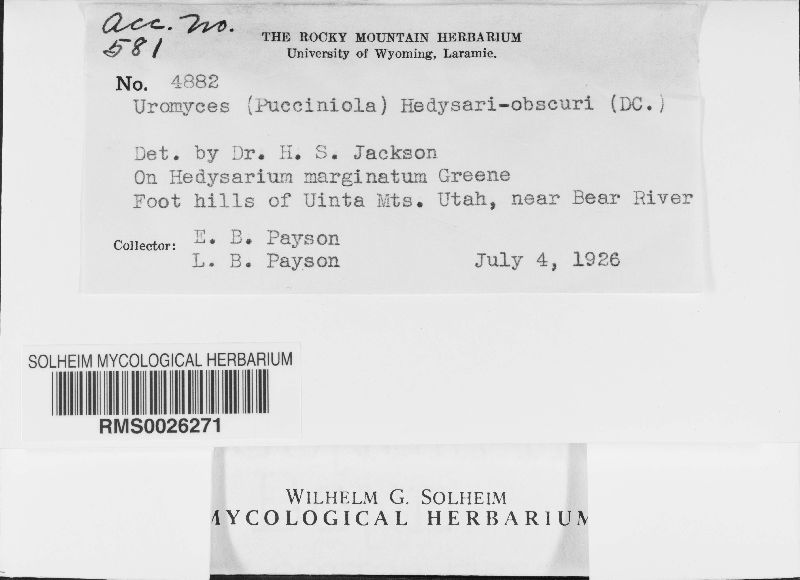 Acc. No.
581
THE ROCKY MOUNTAIN HERBARIUM
University of Wyoming, Laramie.
No. 4882
Uromyces (Pucciniola) Hedysari-obscuri (DC.)
Det. by Dr. H. S. Jackson
On Hedysarium marginatum Greene
Foot hills of Uinta Mts. Utah, near Bear River
Collector: E. B. Payson
L. B. Payson July 4, 1926
SOLHEIM MYCOLOGICAL HERBARIUM
RMS0026271
WILHELM G. SOLHEIM
MYCOLOGICAL HERBARIUM